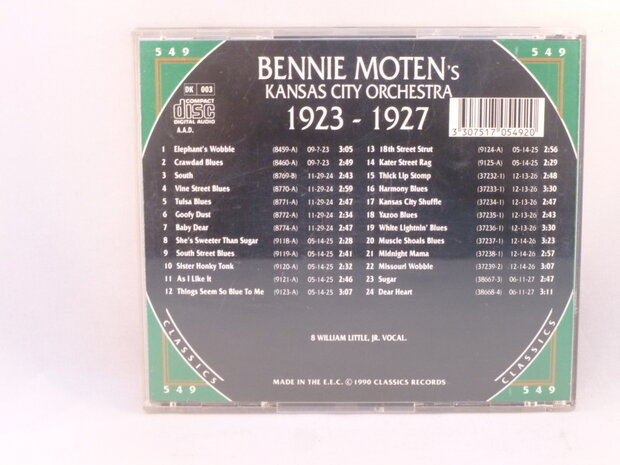 549 549
BENNIE MOTEN's
KANSAS CITY ORCHESTRA
1923 - 1927
DK 003
COMPACT
disc
DIGITAL AUDIO
A.A.D.
3 307517 054920
1 Elephant's Wobble (8459-A) 09-?-23 3:05
2 Crawdad Blues (8460-A) 09-?-23 2:49
3 South (8769-B) 11-29-24 2:43
4 Vine Street Blues (8770-A) 11-29-24 2:59
5 Tulsa Blues (8771-A) 11-29-24 2:47
6 Goofy Dust (8772-A) 11-29-24 2:34
7 Baby Dear (8774-A) 11-29-24 2:47
8 She's Sweeter Than Sugar (9118-A) 05-14-25 2:28
9 South Street Blues (9119-A) 05-14-25 2:41
10 Sister Honky Tonk (9120-A) 05-14-25 2:32
11 As I Like It (9121-A) 05-14-25 2:46
12 Things Seem So Blue To Me (9123-A) 05-14-25 3:07
13 18th Street Strut (9124-A) 05-14-25 2:56
14 Kater Street Rag (9125-A) 05-14-25 2:29
15 Thick Lip Stomp (37232-1) 12-13-26 2:48
16 Harmony Blues (37233-1) 12-13-26 3:30
17 Kansas City Shuffle (37234-1) 12-13-26 2:47
18 Yazoo Blues (37235-1) 12-13-26 2:43
19 White Lightnin' Blues (37236-1) 12-13-26 3:30
20 Muscle Shoals Blues (37237-1) 12-14-26 3:23
21 Midnight Mama (37238-1) 12-14-26 2:57
22 Missouri Wobble (37239-2) 12-14-26 3:07
23 Sugar (38667-3) 06-11-27 2:47
24 Dear Heart (38668-4) 06-11-27 3:11
8 WILLIAM LITTLE, JR. VOCAL.
CLASSICS CLASSICS
MADE IN THE E.E.C. © 1990 CLASSICS RECORDS
549 549